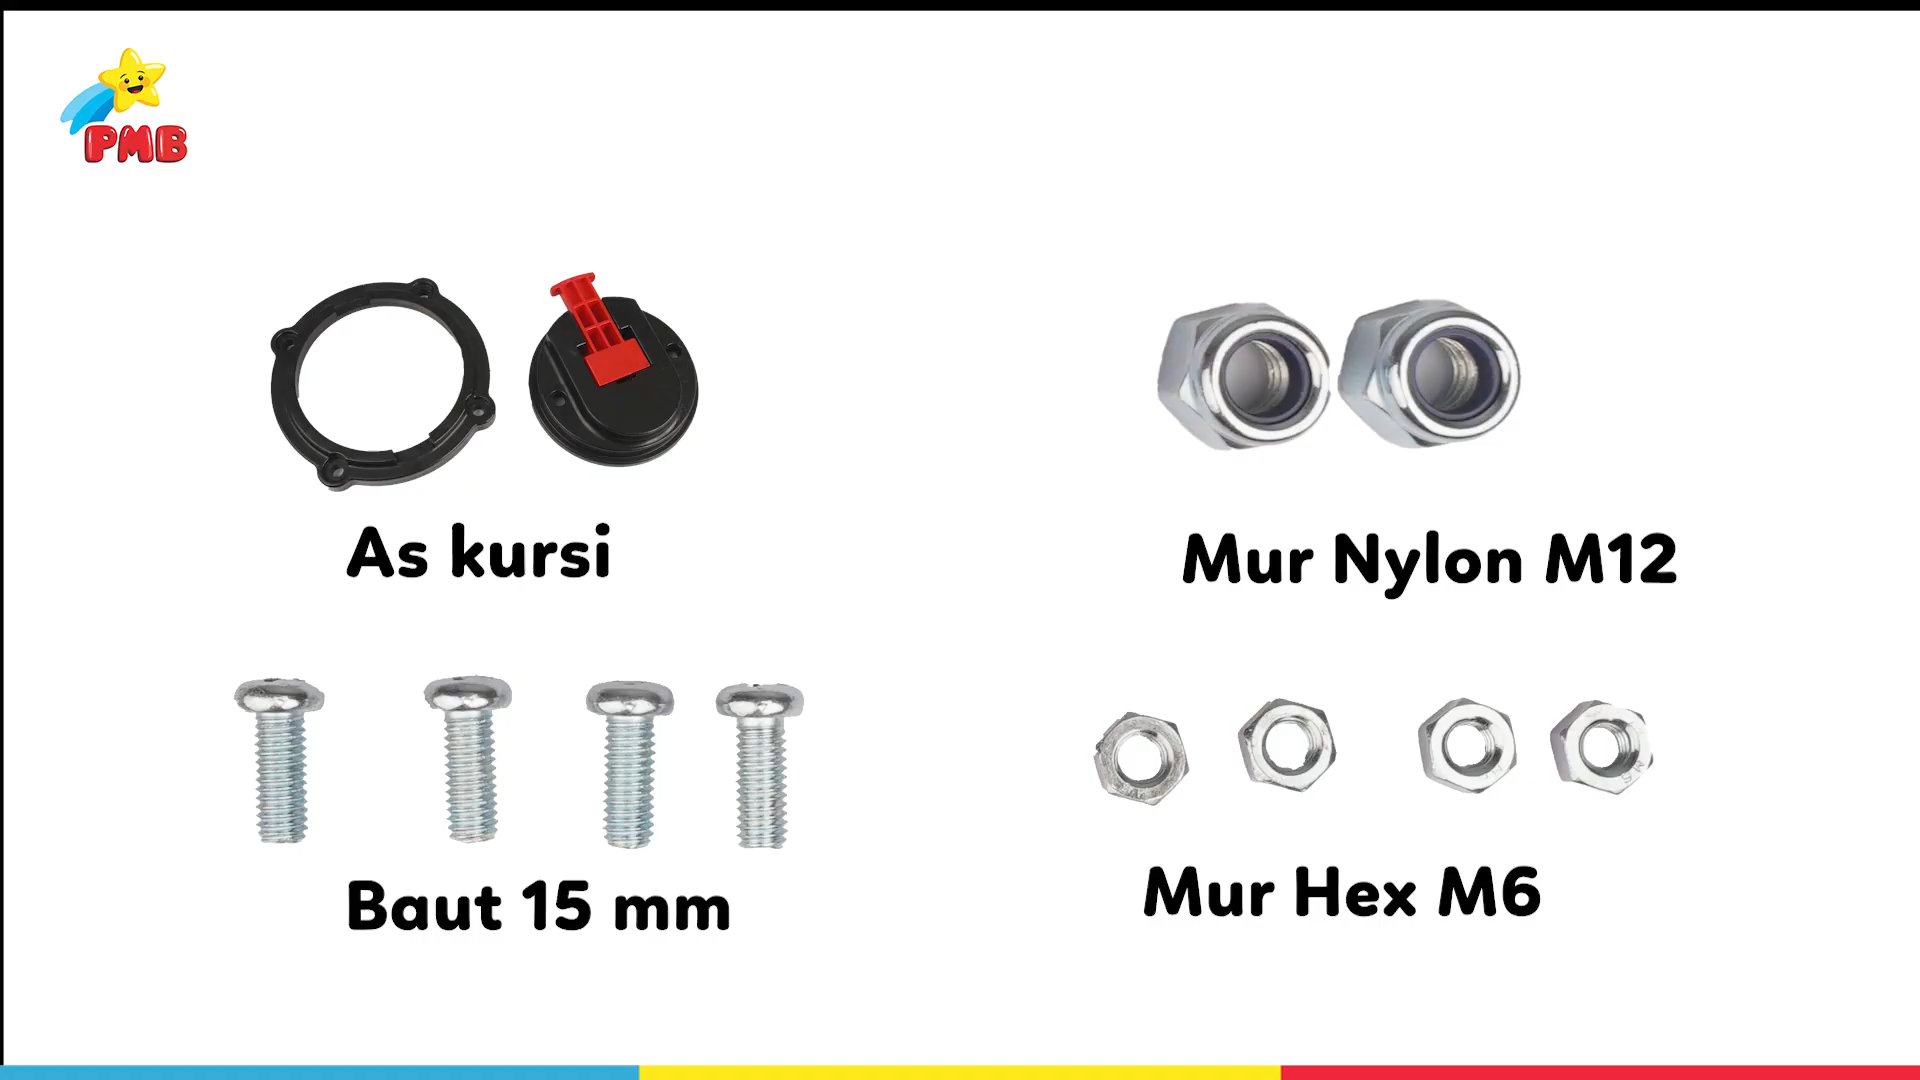 PMB
As kursi
Mur Nylon M12
Baut 15 mm
Mur Hex M6